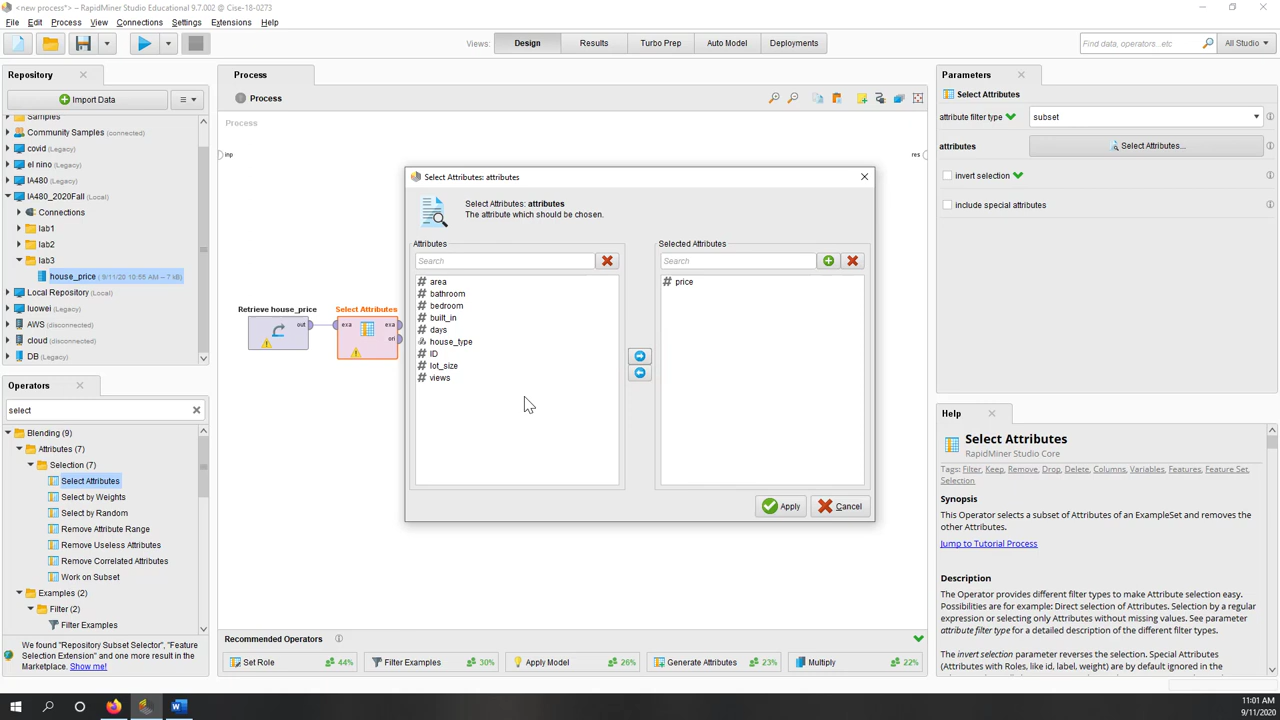 <new process*> – RapidMiner Studio Educational 9.7.002 @ Cise-18-0273
File Edit Process View Connections Settings Extensions Help
Views: Design Results Turbo Prep Auto Model Deployments
Find data, operators...etc All Studio
Repository
Import Data
Samples
Community Samples (connected)
covid (Legacy)
el nino (Legacy)
IA480 (Legacy)
IA480_2020Fall (Local)
Connections
lab1
lab2
lab3
house_price (9/11/20 10:55 AM – 7 kB)
Local Repository (Local)
luowei (Legacy)
AWS (disconnected)
cloud (disconnected)
DB (Legacy)
Operators
select
Blending (9)
Attributes (7)
Selection (7)
Select Attributes
Select by Weights
Select by Random
Remove Attribute Range
Remove Useless Attributes
Remove Correlated Attributes
Work on Subset
Examples (2)
Filter (2)
Filter Examples
We found "Repository Subset Selector", "Feature
Selection Extension" and one more result in the
Marketplace. Show me!
Process
Process
Process
inp
res
Retrieve house_price
out
Select Attributes
exa exa
ori
Select Attributes: attributes
Select Attributes: attributes
The attribute which should be chosen.
Attributes
Search
area
bathroom
bedroom
built_in
days
house_type
ID
lot_size
views
Selected Attributes
Search
price
Apply Cancel
Recommended Operators
Set Role 44% Filter Examples 30% Apply Model 26% Generate Attributes 23% Multiply 22%
Parameters
Select Attributes
attribute filter type subset
attributes Select Attributes...
invert selection
include special attributes
Help
Select Attributes
RapidMiner Studio Core
Tags: Filter, Keep, Remove, Drop, Delete, Columns, Variables, Features, Feature Set,
Selection
Synopsis
This Operator selects a subset of Attributes of an ExampleSet and removes the
other Attributes.
Jump to Tutorial Process
Description
The Operator provides different filter types to make Attribute selection easy.
Possibilities are for example: Direct selection of Attributes. Selection by a regular
expression or selecting only Attributes without missing values. See parameter
attribute filter type for a detailed description of the different filter types.
The invert selection parameter reverses the selection. Special Attributes
(Attributes with Roles, like id, label, weight) are by default ignored in the
11:01 AM
9/11/2020